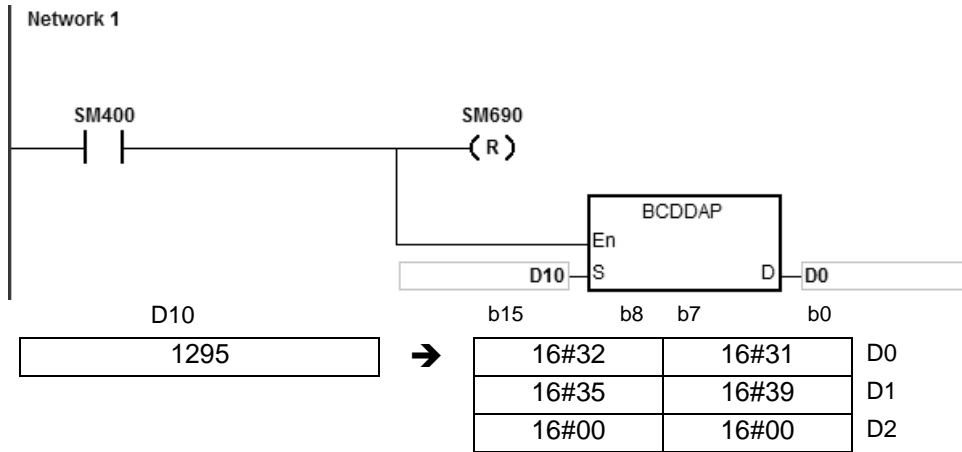 Network 1
SM400 SM690
( R )
BCDDAP
En
D10 S D D0
D10 b15 b8 b7 b0
1295 ➔ 16#32 16#31 D0
16#35 16#39 D1
16#00 16#00 D2